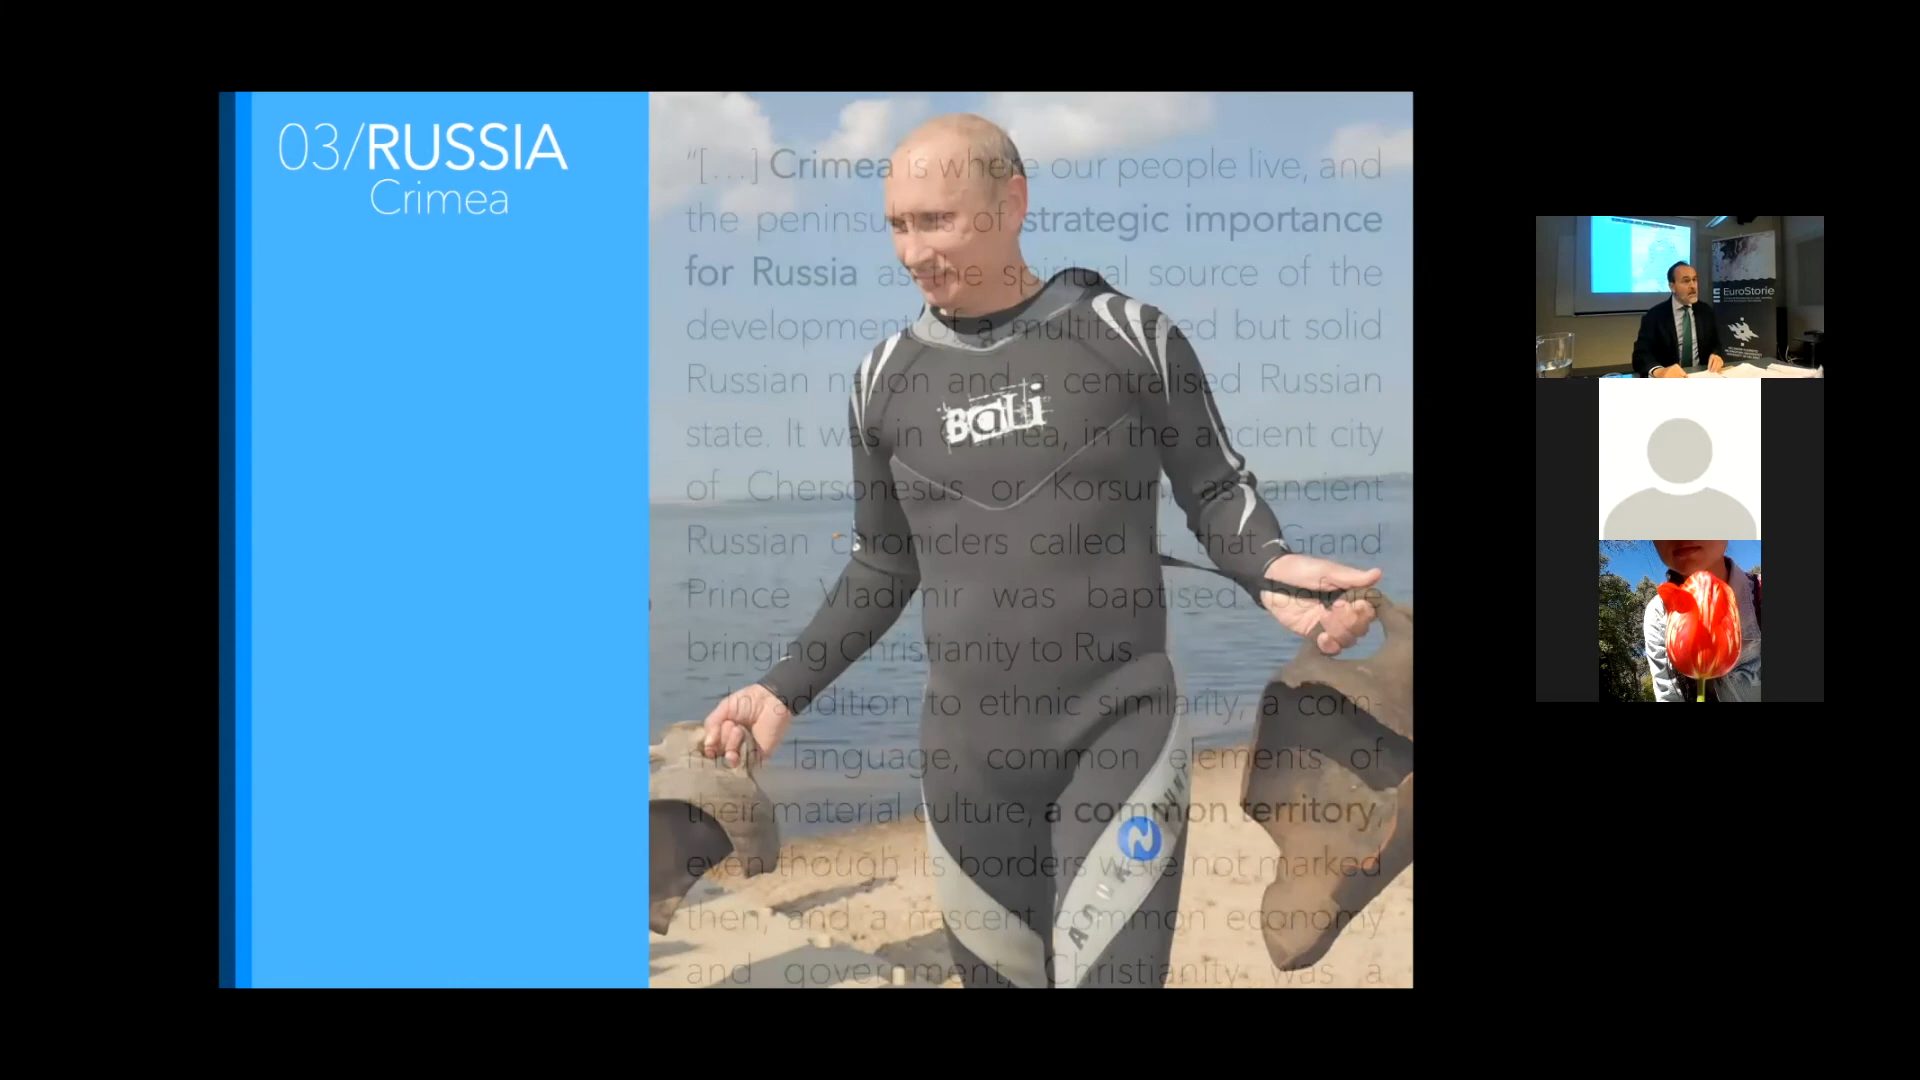 03/RUSSIA
Crimea
"[...] Crimea is where our people live, and
the peninsula is of strategic importance
for Russia as the spiritual source of the
development of a multifaceted but solid
Russian nation and a centralised Russian
state. It was in Crimea, in the ancient city
of Chersonesus or Korsun, as ancient
Russian chroniclers called it, that Grand
Prince Vladimir was baptised before
bringing Christianity to Rus.
In addition to ethnic similarity, a com-
mon language, common elements of
their material culture, a common territory,
even though its borders were not marked
then, and a nascent common economy
and government, Christianity was a
BALi
EuroStorie